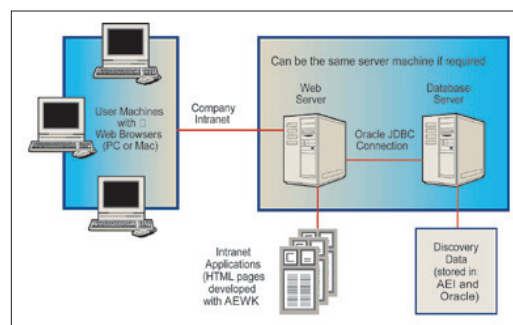 Can be the same server machine if required
User Machines
with □
Web Browsers
(PC or Mac)
Company
Intranet
Web
Server
Database
Server
Oracle JDBC
Connection
Intranet
Applications
(HTML pages
developed
with AEWK
Discovery
Data
(stored in
AEI and
Oracle)